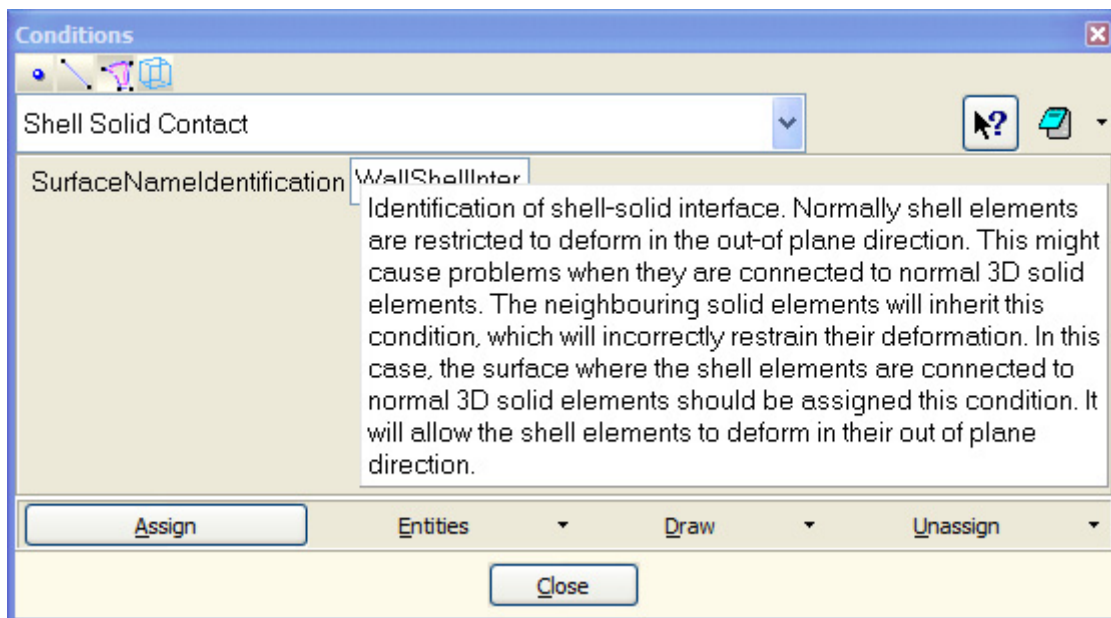 Conditions
Shell Solid Contact
?
SurfaceNameIdentification WallShellInter
Identification of shell-solid interface. Normally shell elements
are restricted to deform in the out-of plane direction. This might
cause problems when they are connected to normal 3D solid
elements. The neighbouring solid elements will inherit this
condition, which will incorrectly restrain their deformation. In this
case, the surface where the shell elements are connected to
normal 3D solid elements should be assigned this condition. It
will allow the shell elements to deform in their out of plane
direction.
Assign Entities Draw Unassign
Close